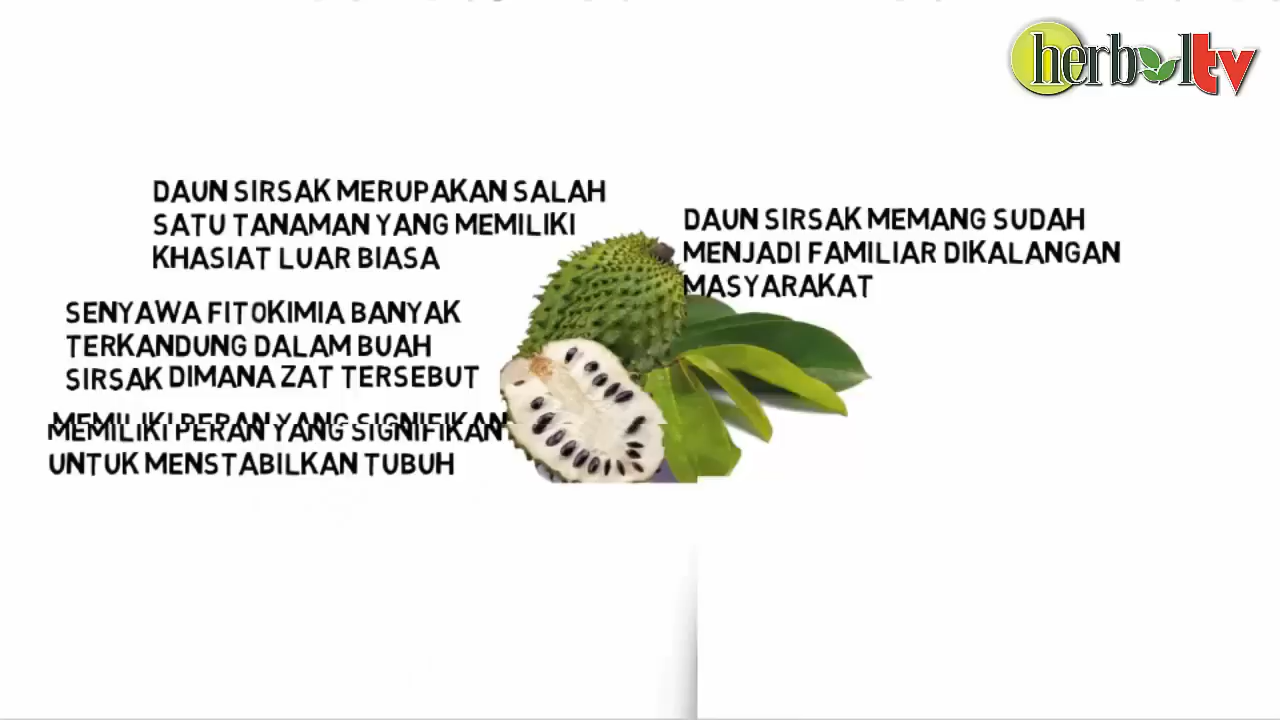 herbaltv
DAUN SIRSAK MERUPAKAN SALAH
SATU TANAMAN YANG MEMILIKI
KHASIAT LUAR BIASA
DAUN SIRSAK MEMANG SUDAH
MENJADI FAMILIAR DIKALANGAN
MASYARAKAT
SENYAWA FITOKIMIA BANYAK
TERKANDUNG DALAM BUAH
SIRSAK DIMANA ZAT TERSEBUT
MEMILIKI PERAN YANG SIGNIFIKAN
UNTUK MENSTABILKAN TUBUH